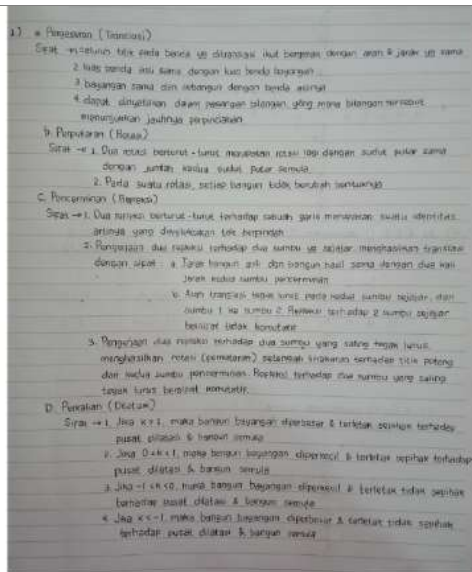 1) a. Pergeseran (Translasi)
Sifat → 1. seluruh titik pada benda yg ditranslasi ikut bergeser dengan arah & jarak yg sama
2. luas benda asli sama dengan luas benda bayangan
3. bayangan sama dan sebangun dengan benda aslinya
4. dapat dinyatakan dalam pasangan bilangan, yang mana bilangan tersebut
menunjukkan jauhnya perpindahan
b. Perputaran (Rotasi)
Sifat → 1. Dua rotasi berturut-turut merupakan rotasi lagi dengan sudut putar sama
dengan jumlah kedua sudut putar semula.
2. Pada suatu rotasi, setiap bangun tidak berubah bentuknya
C. Pencerminan (Refleksi)
Sifat → 1. Dua refleksi berturut-turut terhadap sebuah garis merupakan suatu identitas,
artinya yang direfleksikan tidak berpindah
2. Pengerjaan dua refleksi terhadap dua sumbu yg sejajar menghasilkan translasi
dengan sifat : a. Jarak bangun asli dan bangun hasil sama dengan dua kali
jarak kedua sumbu pencerminan
b. Arah translasi tegak lurus pada kedua sumbu sejajar, dari
sumbu 1 ke sumbu 2. Refleksi terhadap 2 sumbu sejajar
bersifat tidak komutatif
3. Pengerjaan dua refleksi terhadap dua sumbu yang saling tegak lurus,
menghasilkan rotasi (pemutaran) setengah lingkaran terhadap titik potong
dari kedua sumbu pencerminan. Refleksi terhadap dua sumbu yang saling
tegak lurus bersifat komutatif.
D. Perkalian (Dilatasi)
Sifat → 1. Jika k > 1, maka bangun bayangan diperbesar & terletak sepihak terhadap
pusat dilatasi & bangun semula
2. Jika 0 < k < 1, maka bangun bayangan diperkecil & terletak sepihak terhadap
pusat dilatasi & bangun semula
3. Jika -1 < k < 0, maka bangun bayangan diperkecil & terletak tidak sepihak
terhadap pusat dilatasi & bangun semula
4. Jika k < -1, maka bangun bayangan diperbesar & terletak tidak sepihak
terhadap pusat dilatasi & bangun semula